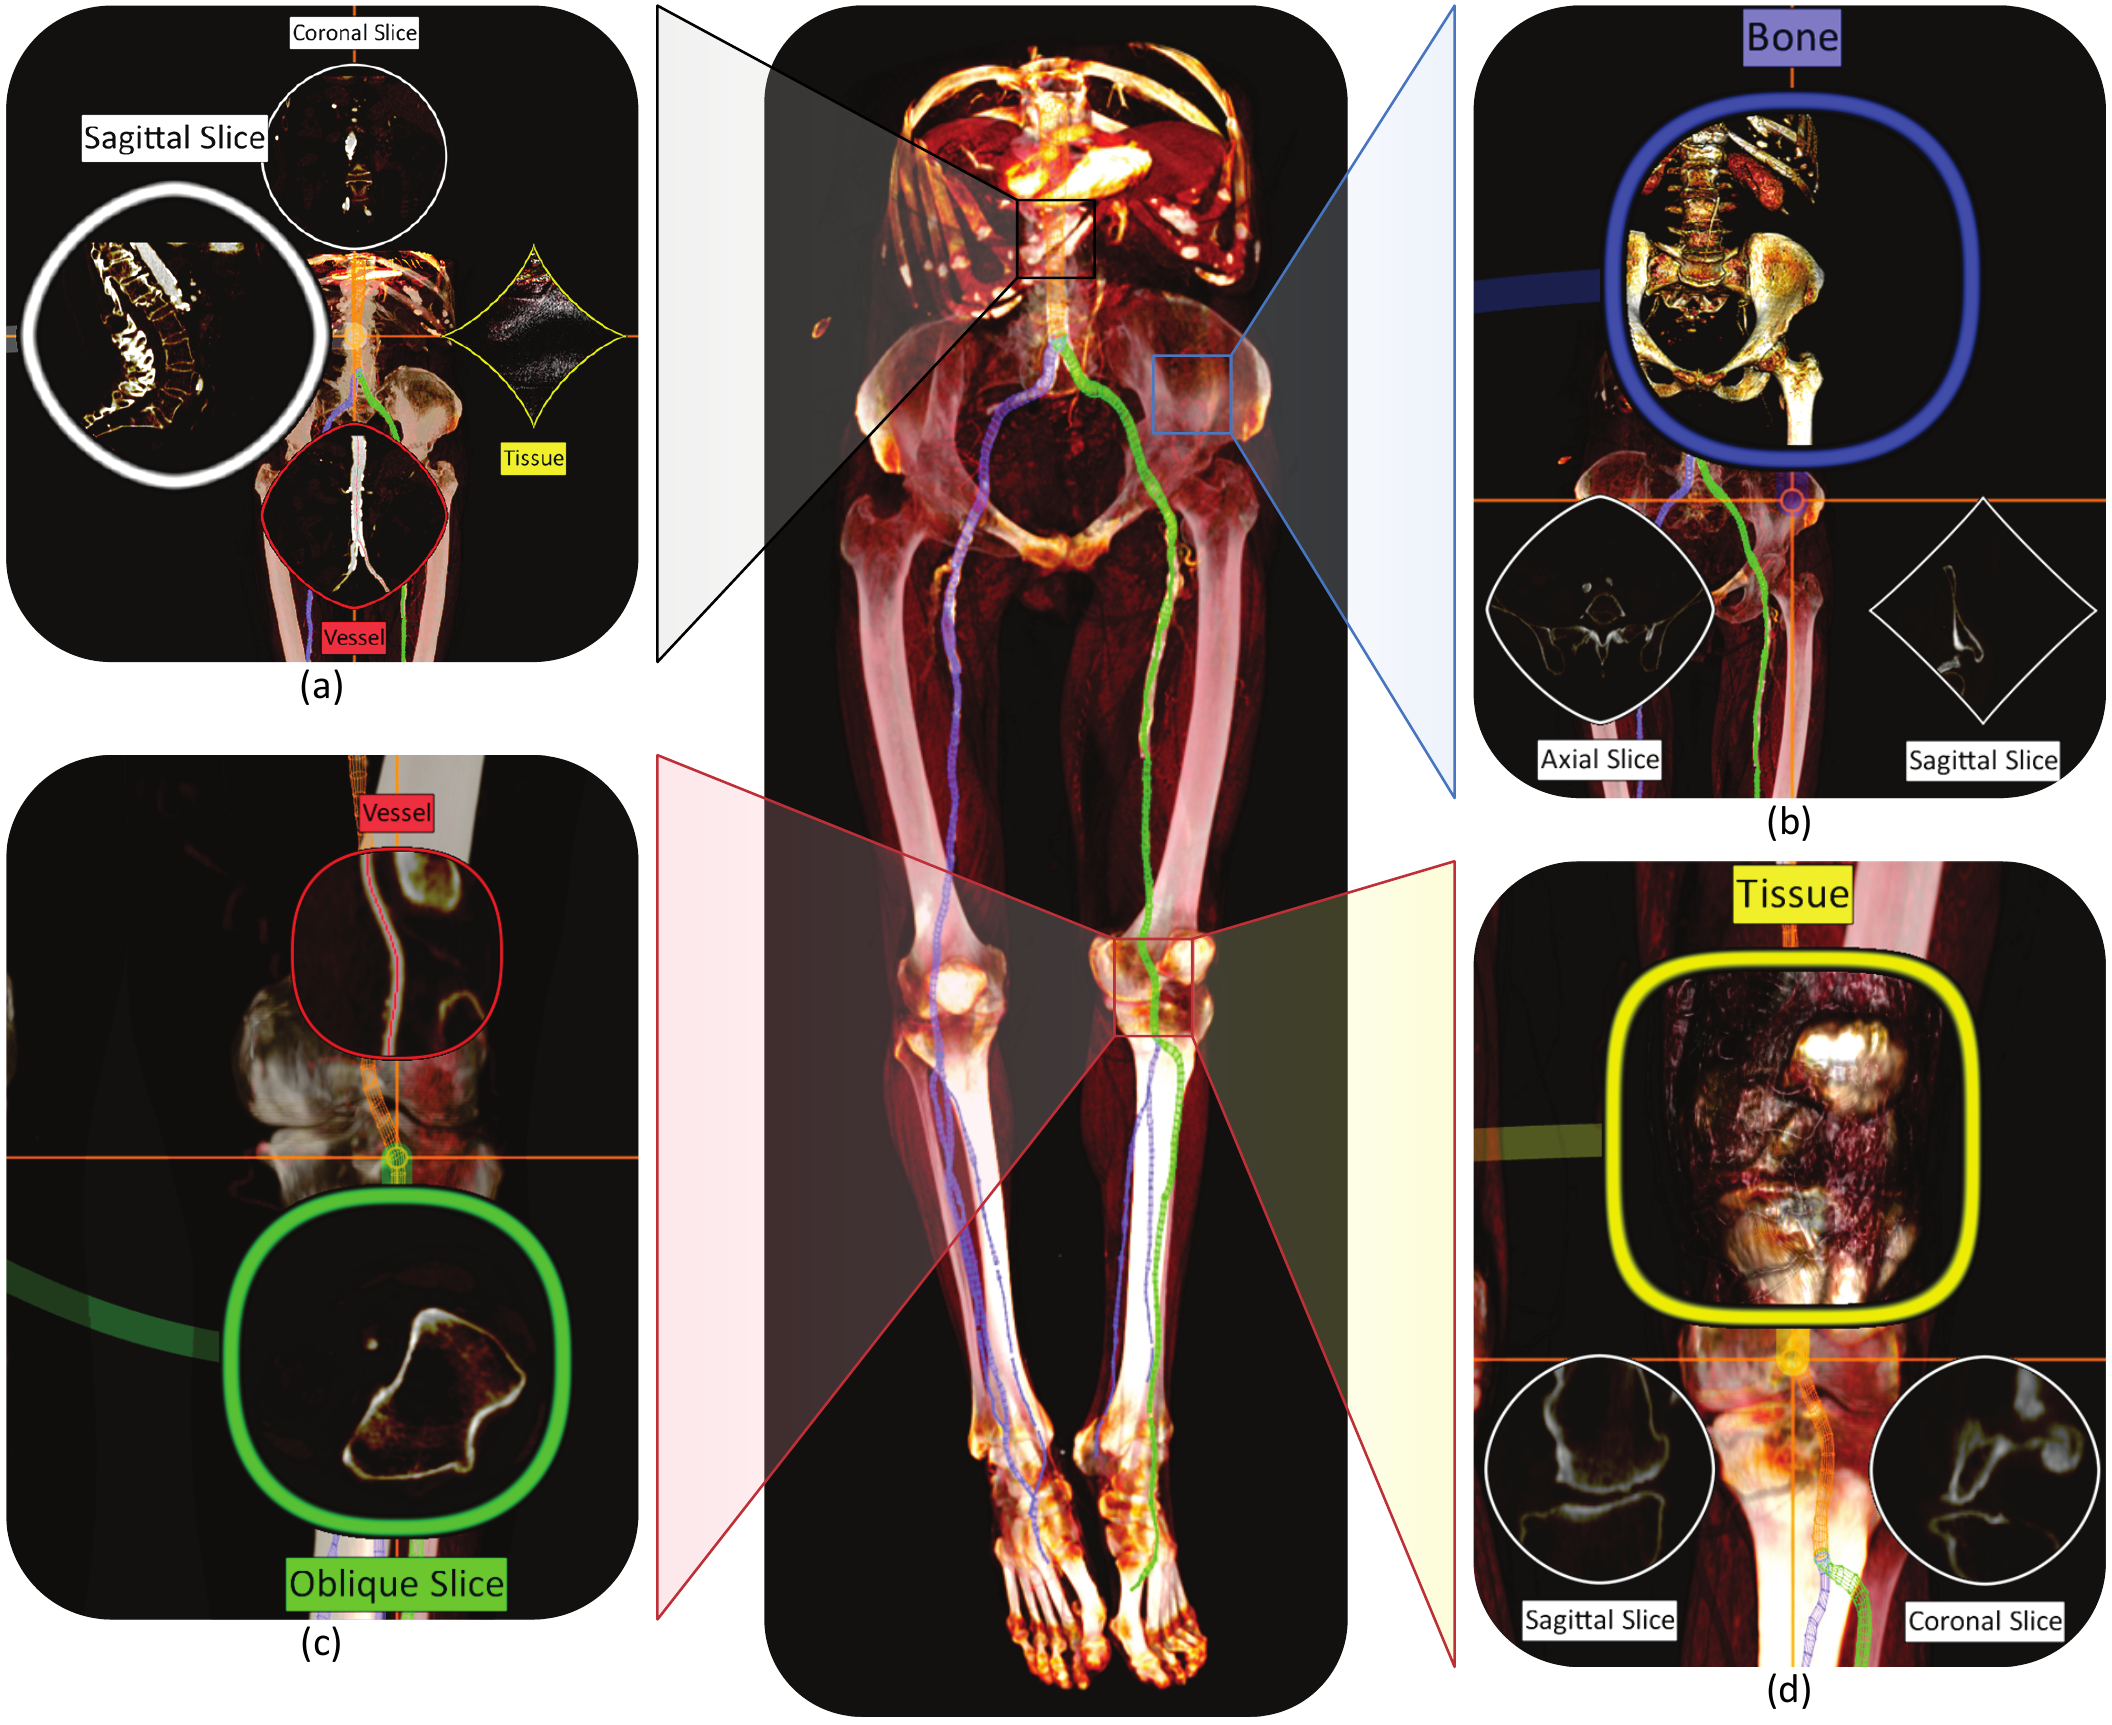 Coronal Slice
Sagittal Slice
Tissue
Vessel
(a)
Bone
Axial Slice
Sagittal Slice
(b)
Vessel
Oblique Slice
(c)
Tissue
Sagittal Slice
Coronal Slice
(d)